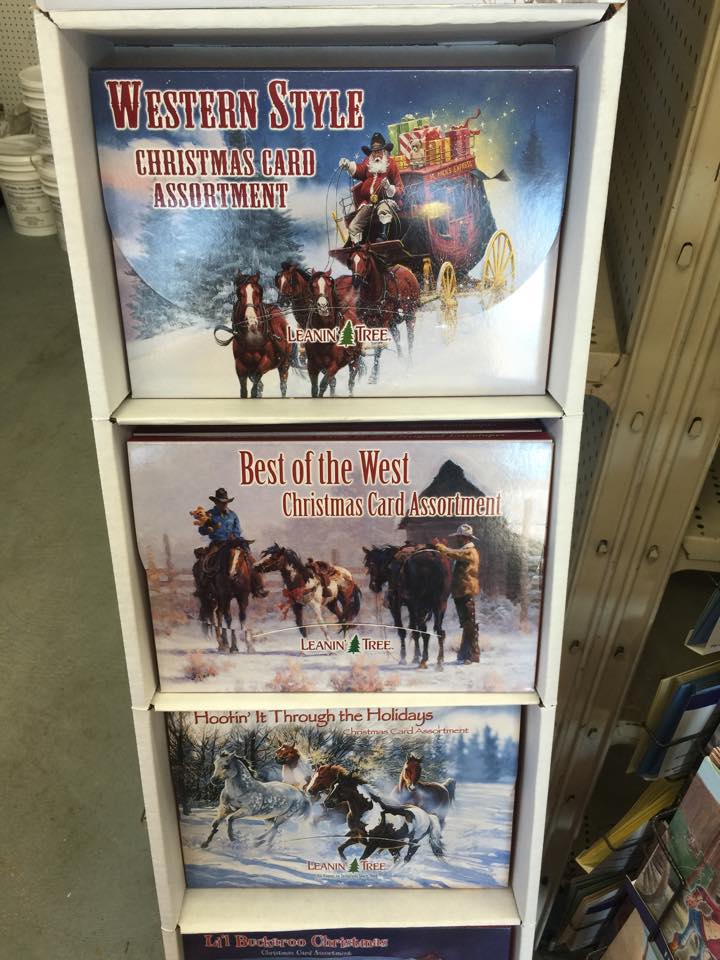 WESTERN STYLE
CHRISTMAS CARD
ASSORTMENT
LEANIN' TREE
Best of the West
Christmas Card Assortment
LEANIN' TREE
Hoofin' It Through the Holidays
Christmas Card Assortment
LEANIN' TREE
Li'l Buckaroo Christmas
Christmas Card Assortment